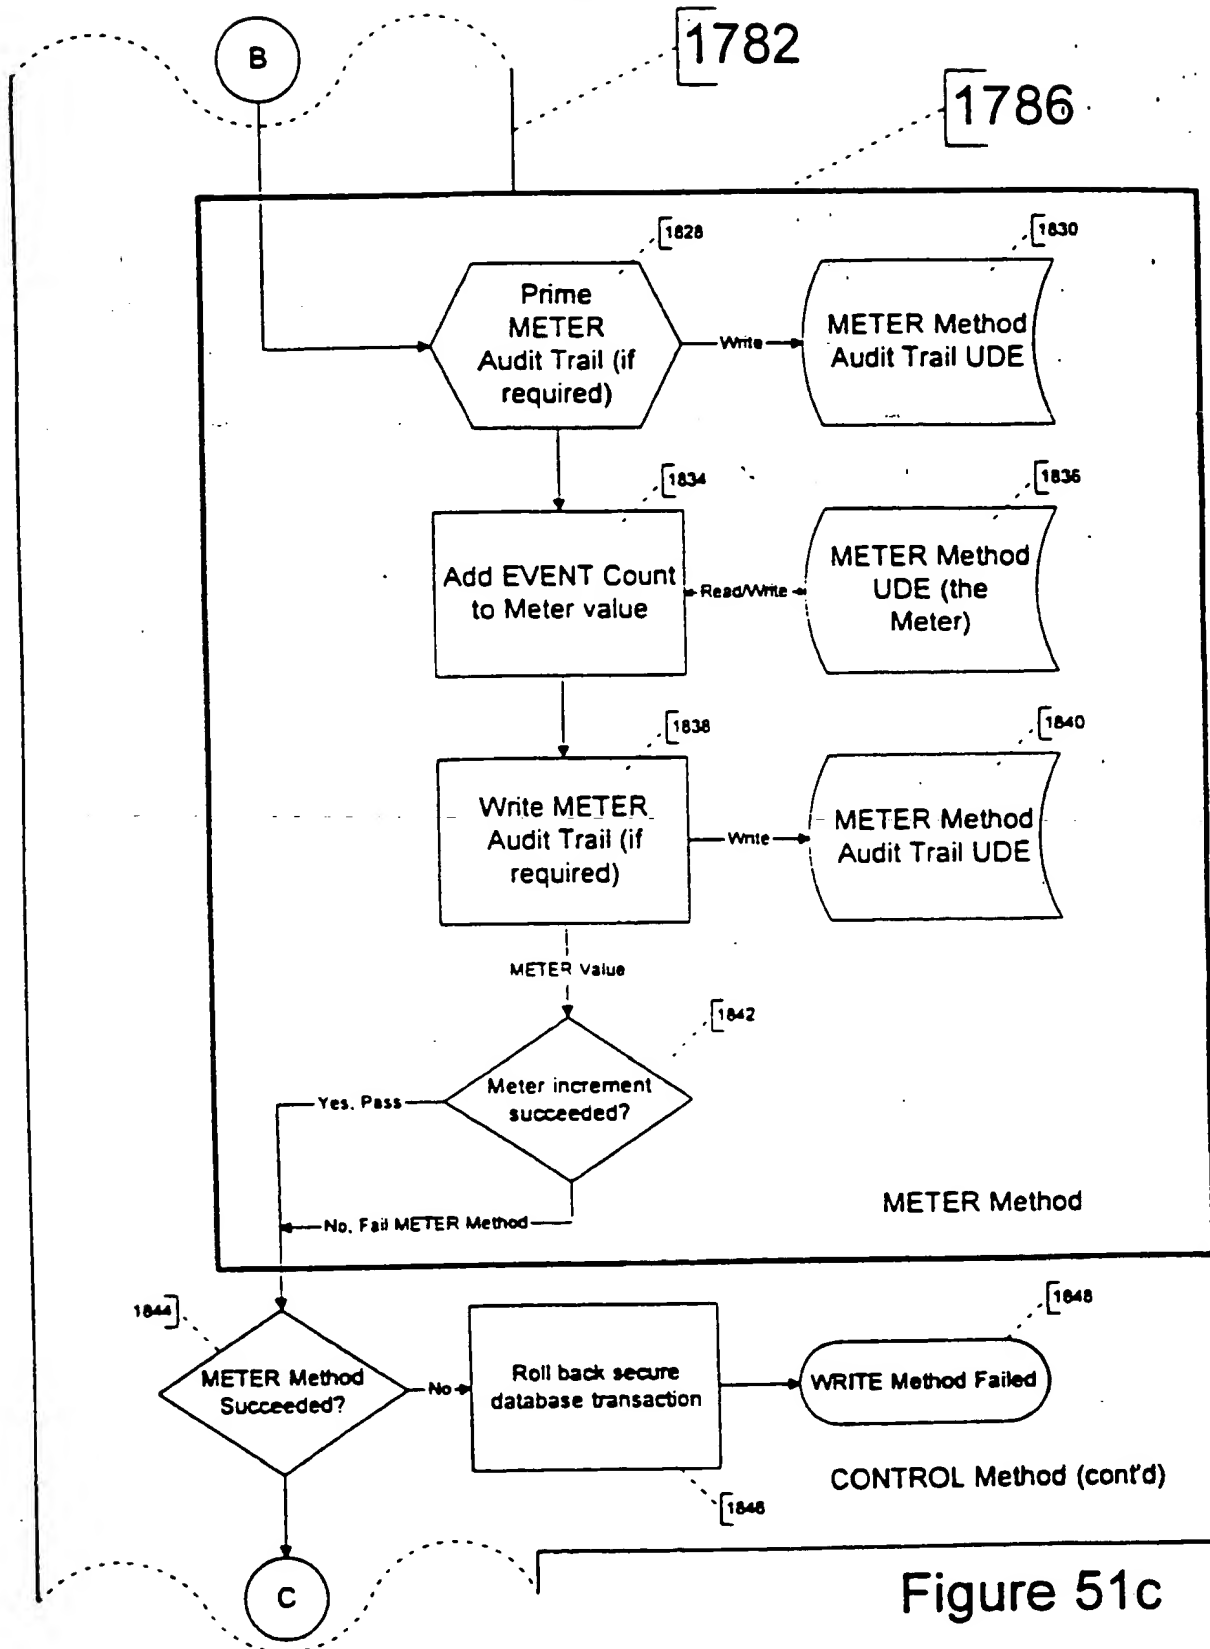 B
1782
1786
1828
Prime
METER
Audit Trail (if
required)
Write
1830
METER Method
Audit Trail UDE
1834
Add EVENT Count
to Meter value
Read/Write
1836
METER Method
UDE (the
Meter)
1838
Write METER
Audit Trail (if
required)
Write
1840
METER Method
Audit Trail UDE
METER Value
1842
Meter increment
succeeded?
Yes, Pass
No, Fail METER Method
METER Method
1844
METER Method
Succeeded?
No
Roll back secure
database transaction
1846
1848
WRITE Method Failed
CONTROL Method (cont'd)
C
Figure 51c